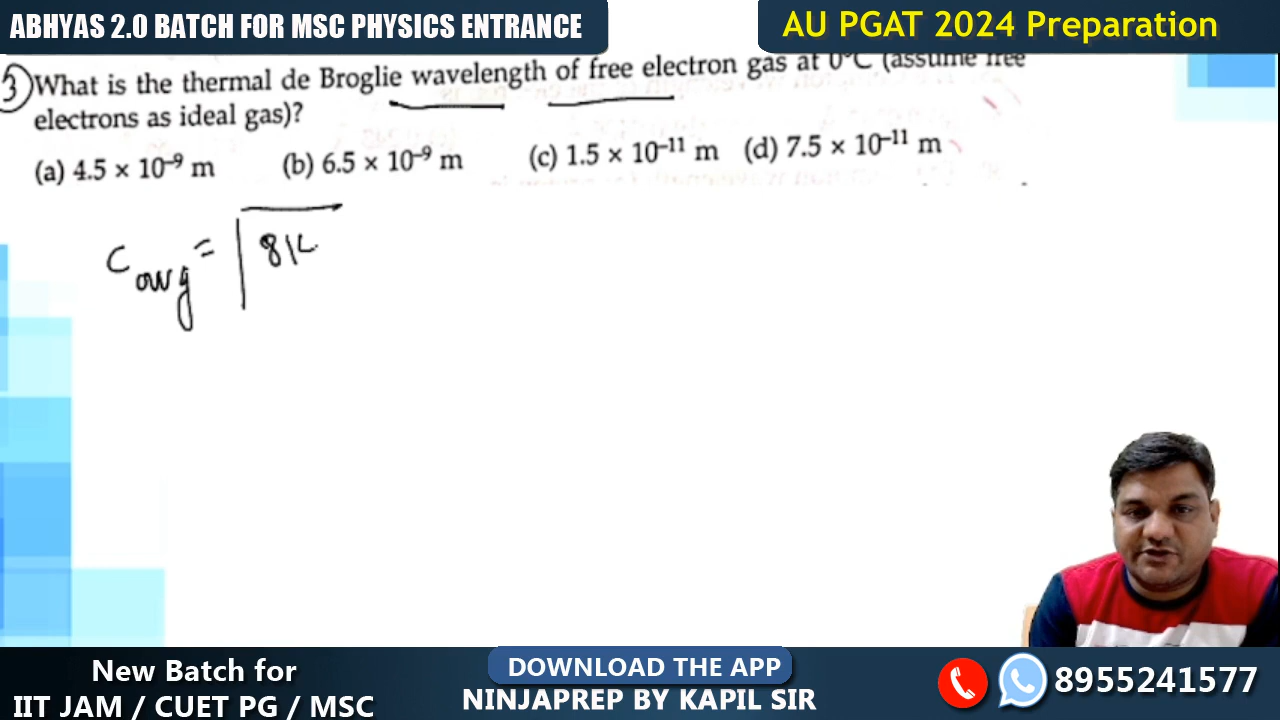 ABHYAS 2.0 BATCH FOR MSC PHYSICS ENTRANCE
AU PGAT 2024 Preparation
3 What is the thermal de Broglie wavelength of free electron gas at 0°C (assume free
electrons as ideal gas)?
(a) 4.5 × 10⁻⁹ m (b) 6.5 × 10⁻⁹ m (c) 1.5 × 10⁻¹¹ m (d) 7.5 × 10⁻¹¹ m
C avg = √8k
New Batch for
IIT JAM / CUET PG / MSC
DOWNLOAD THE APP
NINJAPREP BY KAPIL SIR
8955241577